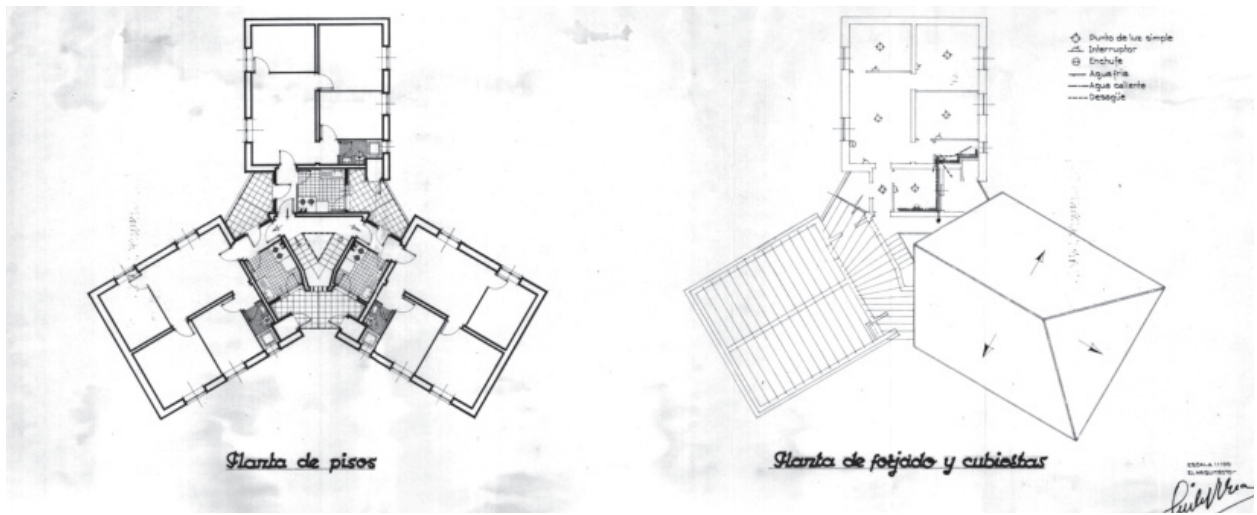 Planta de pisos
Planta de forjado y cubiertas
Punto de luz simple
Interruptor
Enchufe
Agua fria
Agua caliente
Desagüe
ESCALA 1:100
EL ARQUITECTO